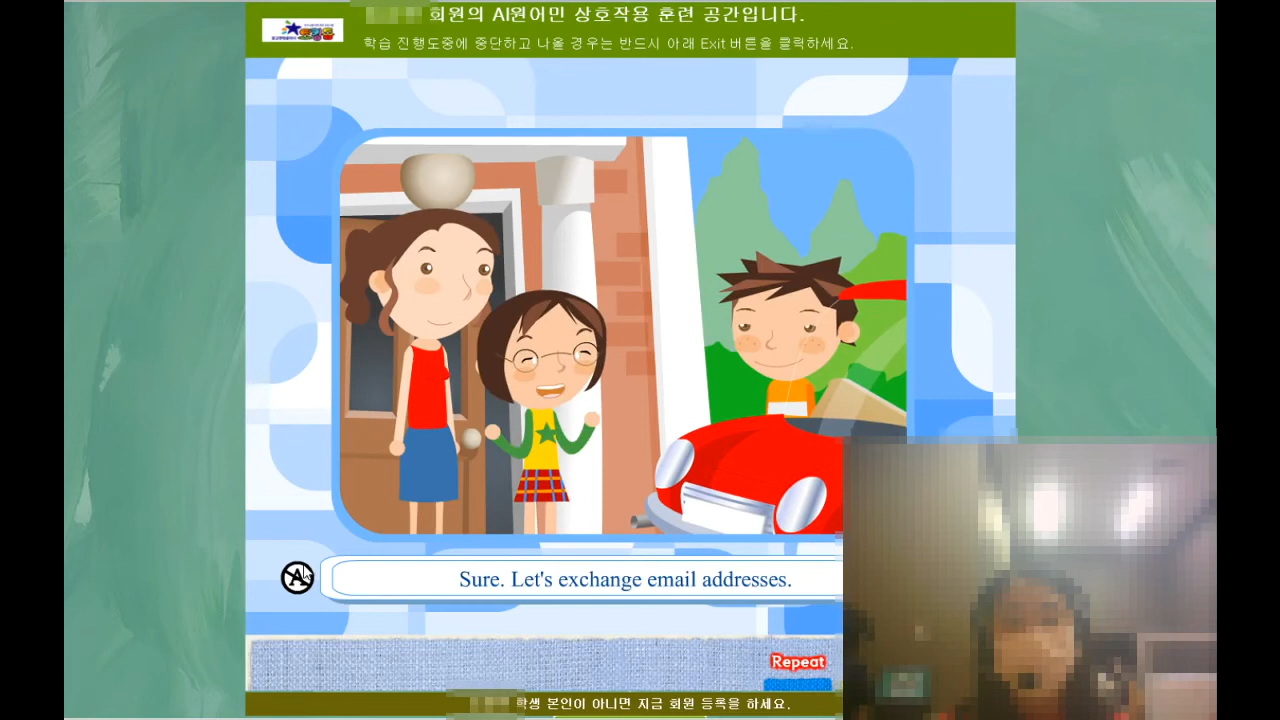 회원의 AI원어민 상호작용 훈련 공간입니다.
학습 진행도중에 중단하고 나올 경우는 반드시 아래 Exit 버튼을 클릭하세요.
Sure. Let's exchange email addresses.
Repeat
학생 본인이 아니면 지금 회원 등록을 하세요.